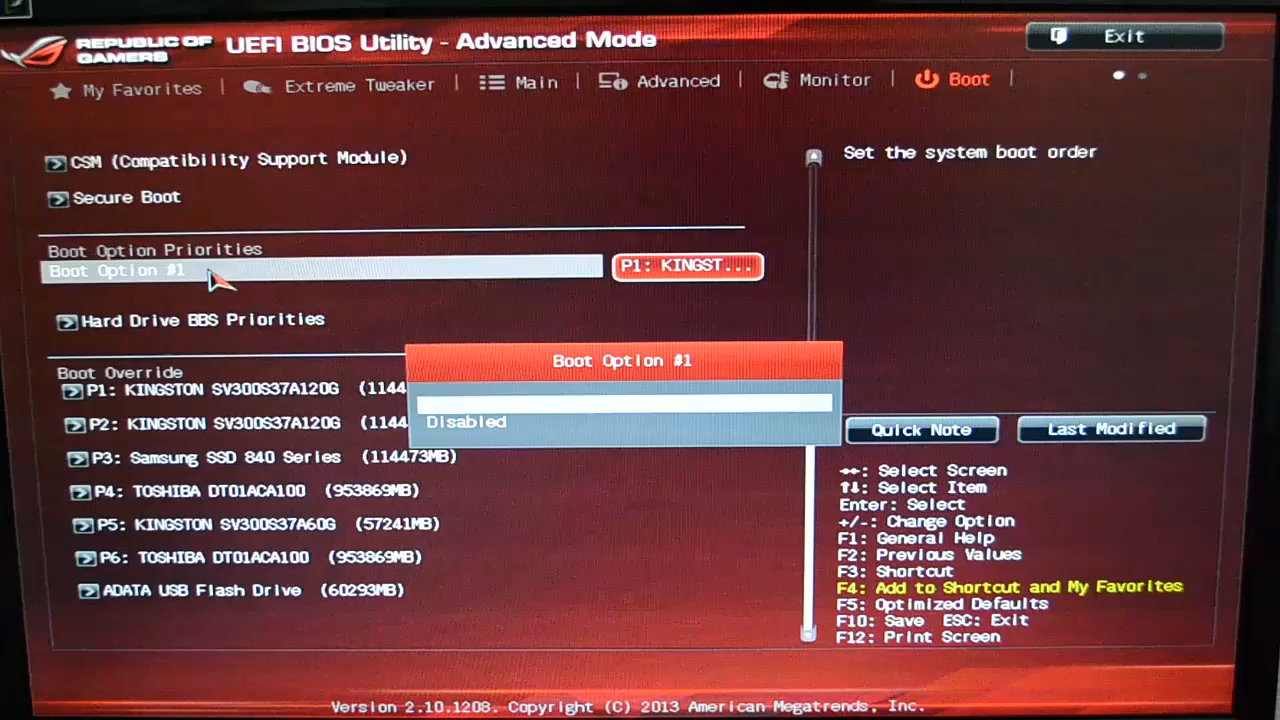 REPUBLIC OF
GAMERS
UEFI BIOS Utility - Advanced Mode
Exit
My Favorites
Extreme Tweaker
Main
Advanced
Monitor
Boot
CSM (Compatibility Support Module)
Secure Boot
Boot Option Priorities
Boot Option #1
P1: KINGST...
Hard Drive BBS Priorities
Boot Override
P1: KINGSTON SV300S37A120G (1144
P2: KINGSTON SV300S37A120G (1144
P3: Samsung SSD 840 Series (114473MB)
P4: TOSHIBA DT01ACA100 (953869MB)
P5: KINGSTON SV300S37A60G (57241MB)
P6: TOSHIBA DT01ACA100 (953869MB)
ADATA USB Flash Drive (60293MB)
Boot Option #1
Disabled
Set the system boot order
Quick Note
Last Modified
→←: Select Screen
↑↓: Select Item
Enter: Select
+/-: Change Option
F1: General Help
F2: Previous Values
F3: Shortcut
F4: Add to Shortcut and My Favorites
F5: Optimized Defaults
F10: Save ESC: Exit
F12: Print Screen
Version 2.10.1208. Copyright (C) 2013 American Megatrends, Inc.